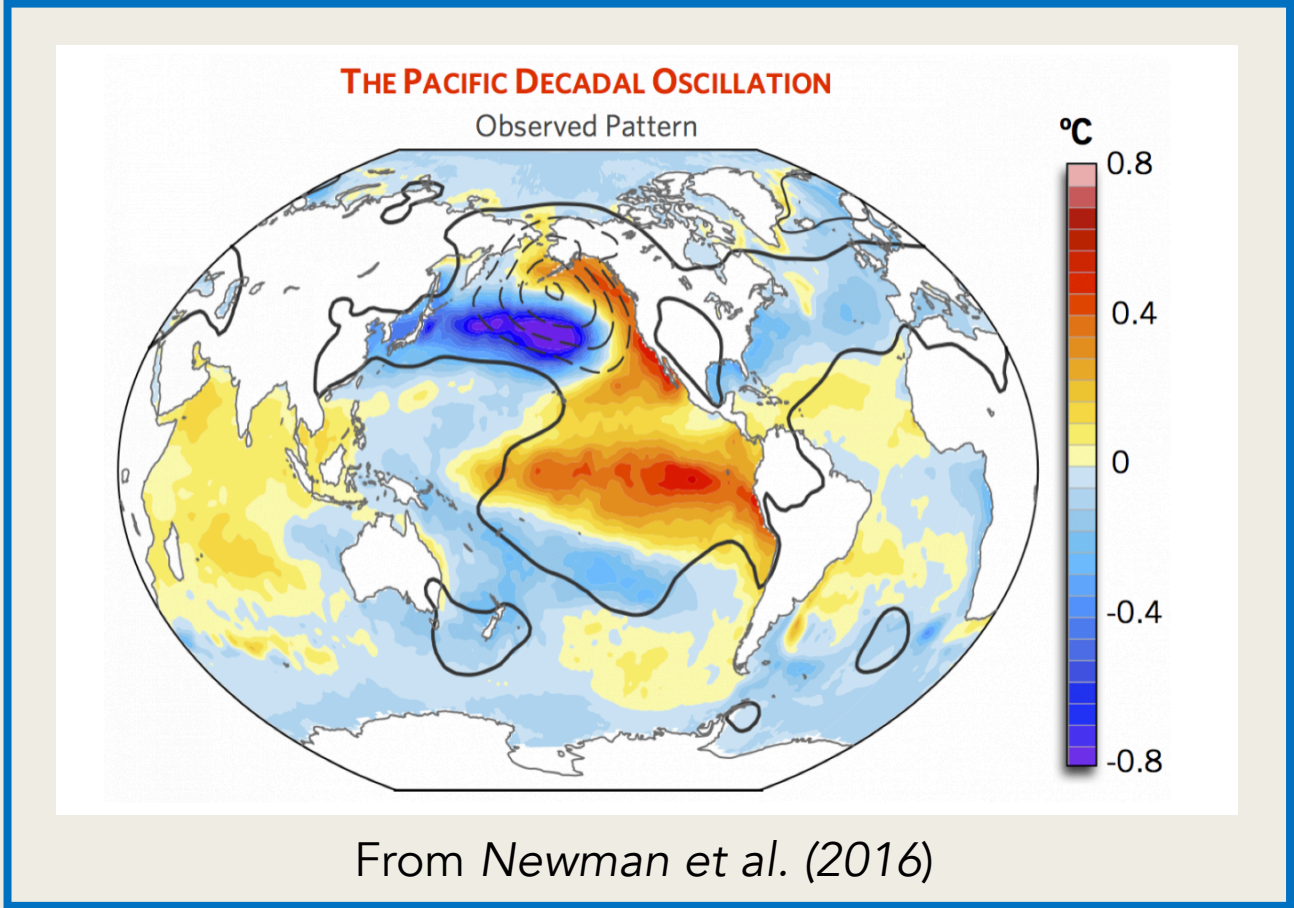 THE PACIFIC DECADAL OSCILLATION
Observed Pattern
ºC
0.8
0.4
0
-0.4
-0.8
From Newman et al. (2016)